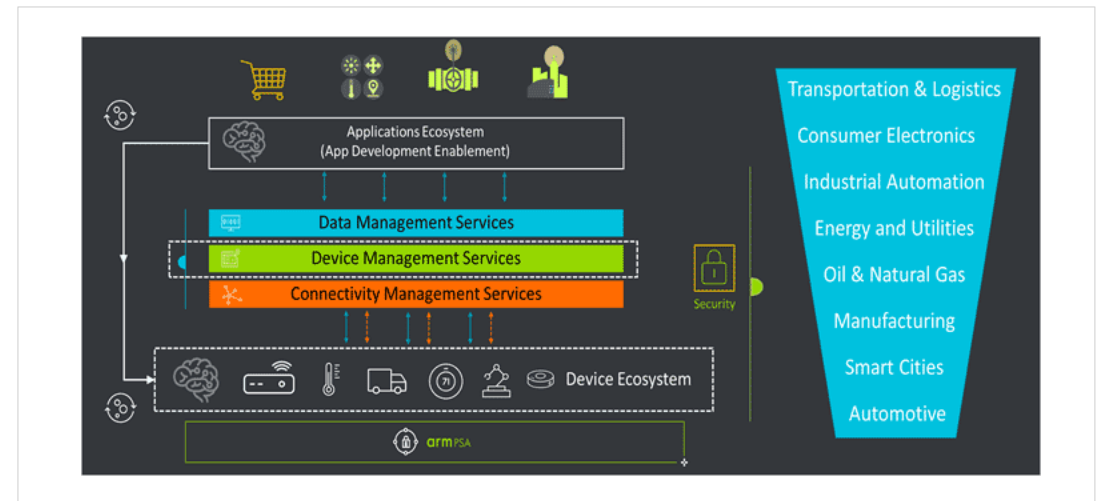 Applications Ecosystem
(App Development Enablement)
Data Management Services
Device Management Services
Connectivity Management Services
Security
71
Device Ecosystem
arm PSA
Transportation & Logistics
Consumer Electronics
Industrial Automation
Energy and Utilities
Oil & Natural Gas
Manufacturing
Smart Cities
Automotive